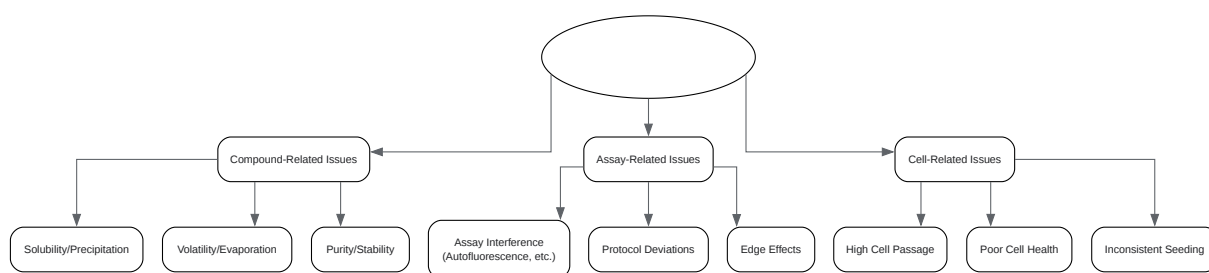 Compound-Related Issues
Assay-Related Issues
Cell-Related Issues
Solubility/Precipitation
Volatility/Evaporation
Purity/Stability
Assay Interference
(Autofluorescence, etc.)
Protocol Deviations
Edge Effects
High Cell Passage
Poor Cell Health
Inconsistent Seeding